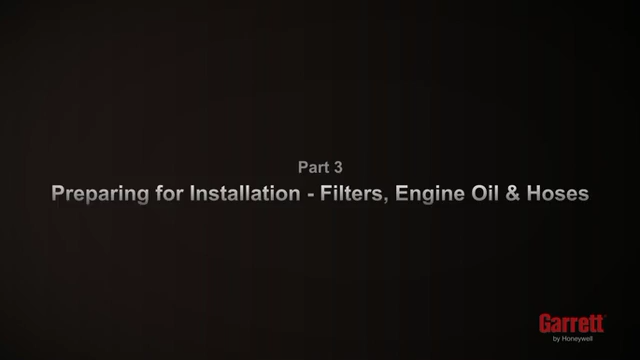 Part 3
Preparing for Installation - Filters, Engine Oil & Hoses
Garrett
by Honeywell